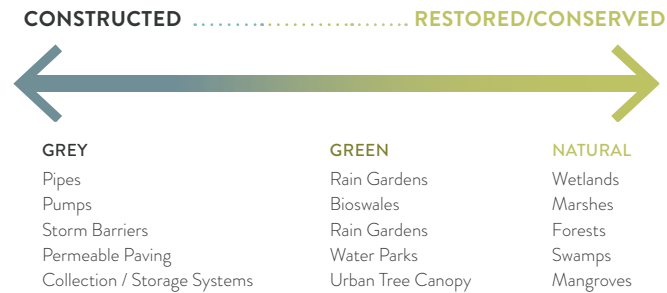 CONSTRUCTED ........................ RESTORED/CONSERVED
GREY
Pipes
Pumps
Storm Barriers
Permeable Paving
Collection / Storage Systems
GREEN
Rain Gardens
Bioswales
Rain Gardens
Water Parks
Urban Tree Canopy
NATURAL
Wetlands
Marshes
Forests
Swamps
Mangroves